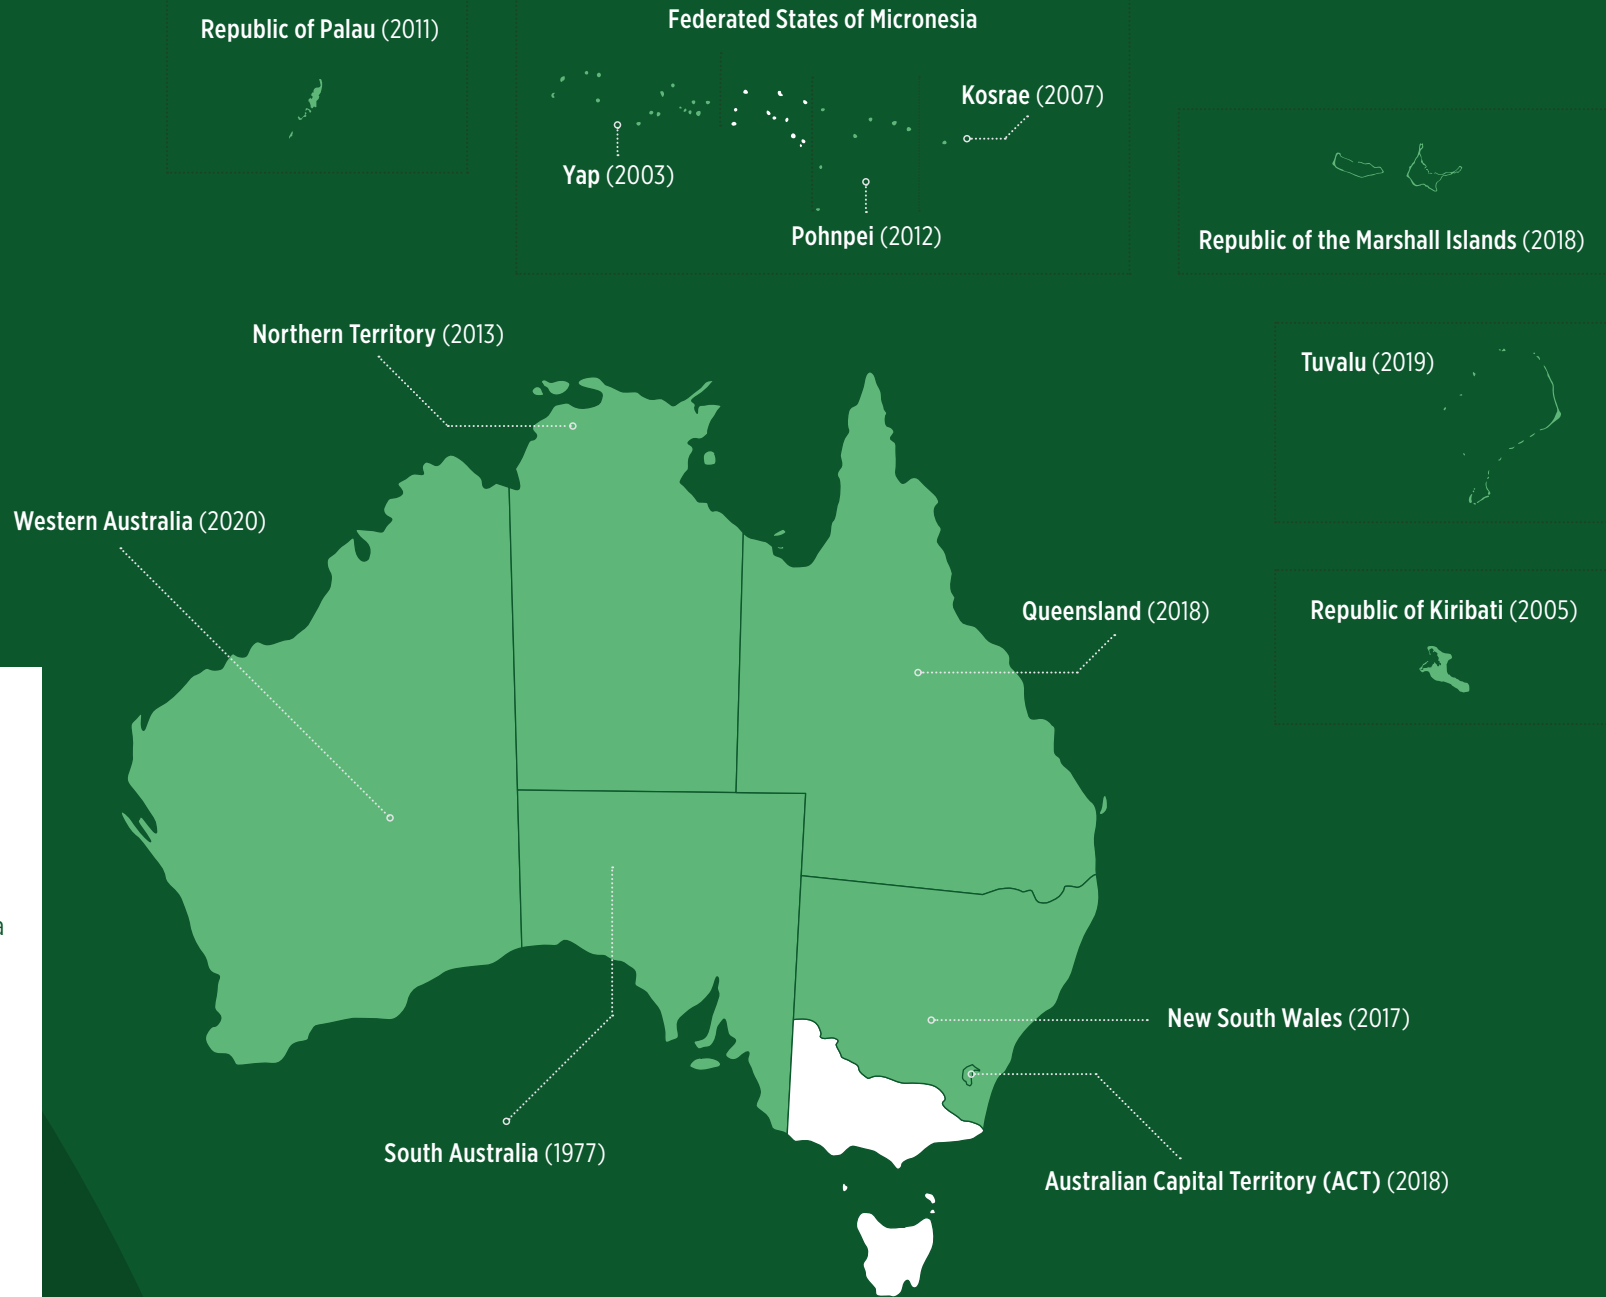 Federated States of Micronesia
Republic of Palau (2011)
Kosrae (2007)
Yap (2003)
Pohnpei (2012)
Republic of the Marshall Islands (2018)
Northern Territory (2013)
Tuvalu (2019)
Western Australia (2020)
Queensland (2018)
Republic of Kiribati (2005)
a
New South Wales (2017)
South Australia (1977)
Australian Capital Territory (ACT) (2018)